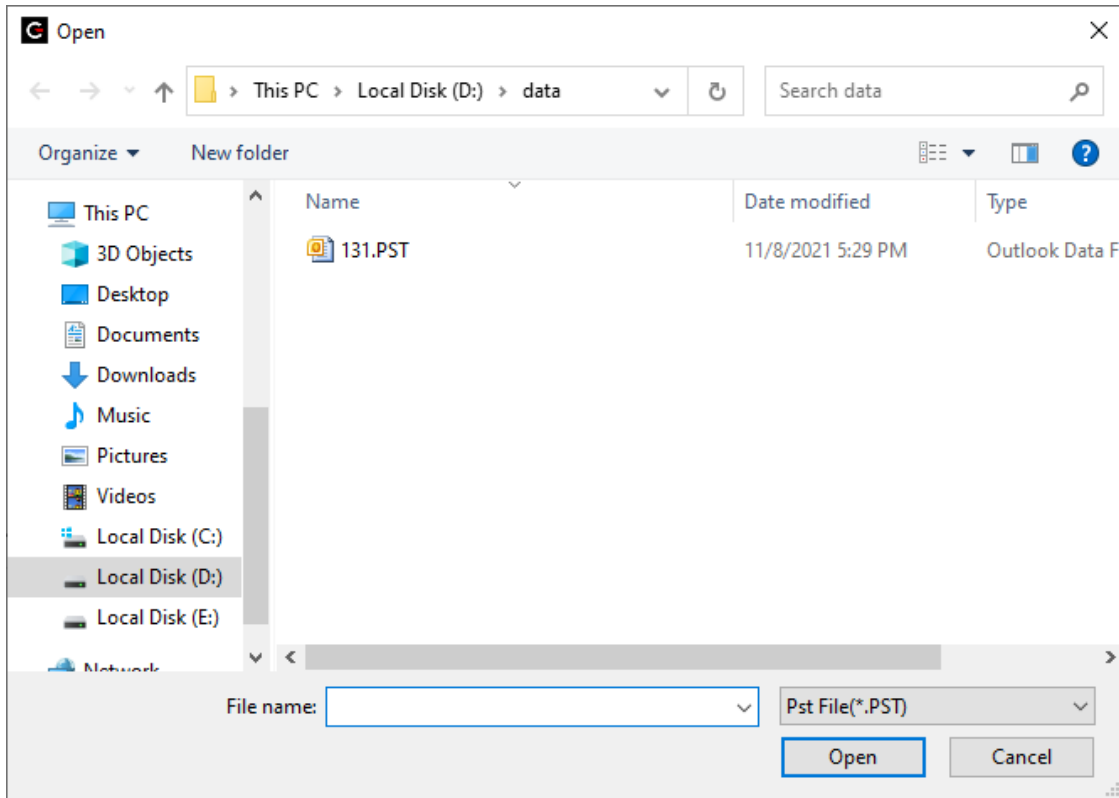 Open
This PC > Local Disk (D:) > data
Search data
Organize
New folder
Name
Date modified
Type
131.PST
11/8/2021 5:29 PM
Outlook Data F
This PC
3D Objects
Desktop
Documents
Downloads
Music
Pictures
Videos
Local Disk (C:)
Local Disk (D:)
Local Disk (E:)
Network
File name:
Pst File(*.PST)
Open
Cancel